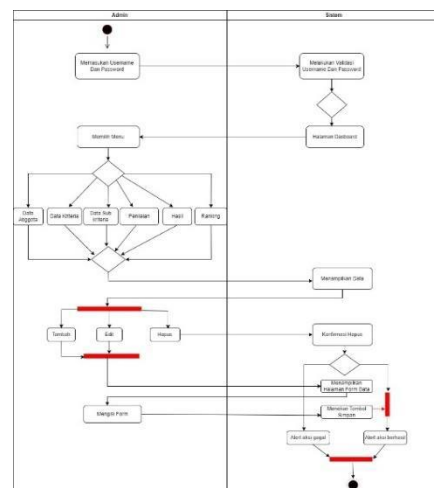 Admin
Sistem
Memasukan Username
Dan Password
Melakukan Validasi
Username Dan Password
Memilih Menu
Halaman Dasboard
Data
Anggota
Data Kriteria
Data Sub
Kriteria
Penilaian
Hasil
Ranking
Menampilkan Data
Tambah
Edit
Hapus
Konfirmasi Hapus
Menampilkan
Halaman Form Data
Mengisi Form
Menekan Tombol
Simpan
Alert aksi gagal
Alert aksi berhasil